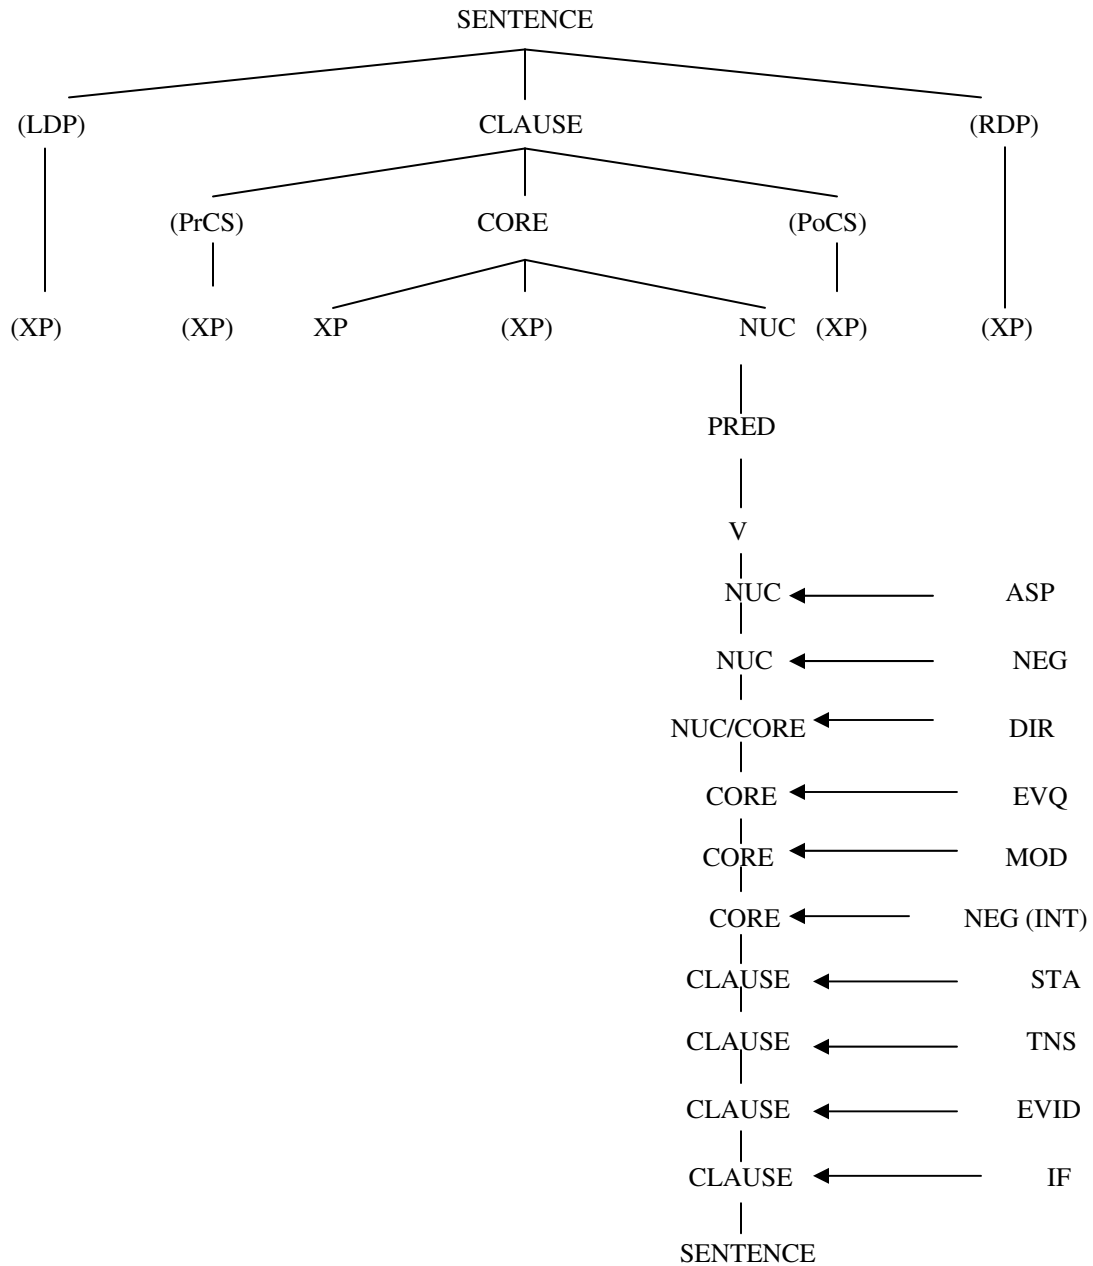 SENTENCE
(LDP) CLAUSE (RDP)
(PrCS) CORE (PoCS)
(XP) (XP) XP (XP) NUC (XP) (XP)
PRED
V
NUC ASP
NUC NEG
NUC/CORE DIR
CORE EVQ
CORE MOD
CORE NEG (INT)
CLAUSE STA
CLAUSE TNS
CLAUSE EVID
CLAUSE IF
SENTENCE